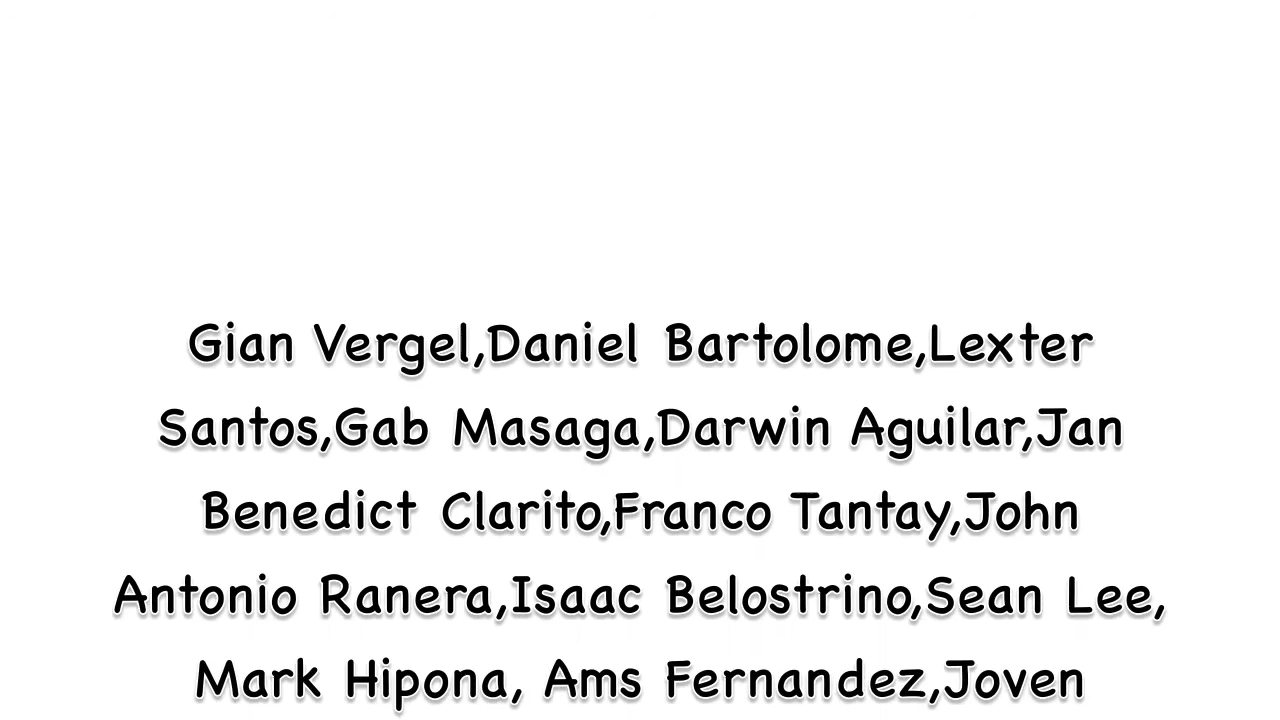 Gian Vergel,Daniel Bartolome,Lexter
Santos,Gab Masaga,Darwin Aguilar,Jan
Benedict Clarito,Franco Tantay,John
Antonio Ranera,Isaac Belostrino,Sean Lee,
Mark Hipona, Ams Fernandez,Joven